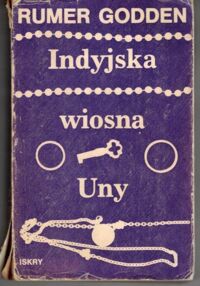 RUMER GODDEN
Indyjska
wiosna
Uny
ISKRY